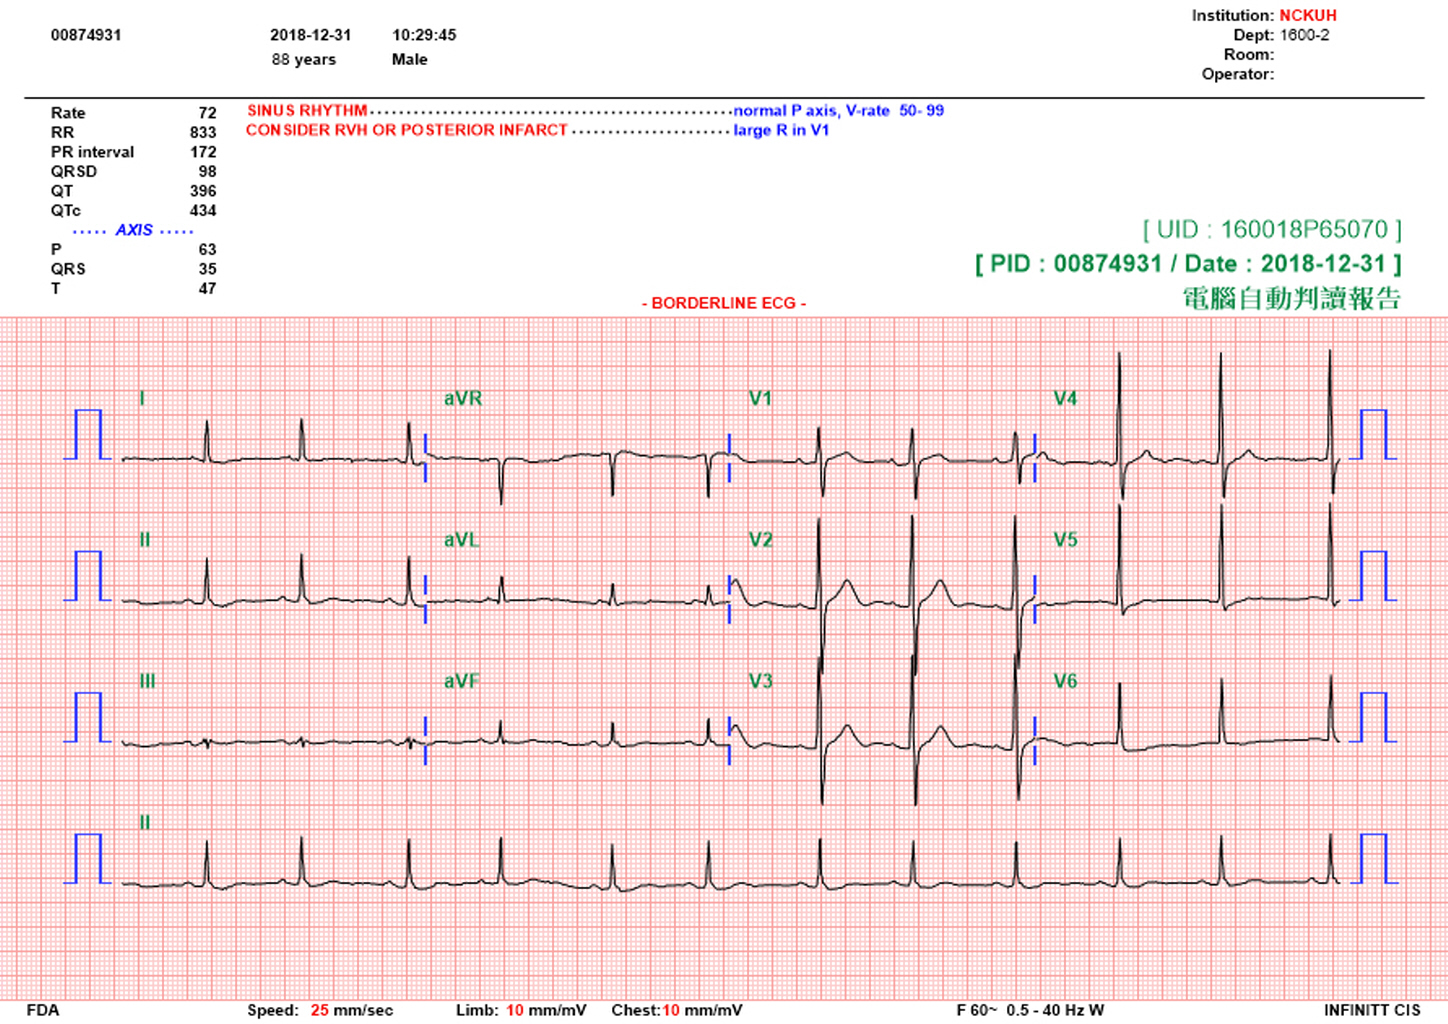 Institution: NCKUH
00874931 2018-12-31 10:29:45 Dept: 1600-2
88 years Male Room:
Operator:
Rate 72 SINUS RHYTHM normal P axis, V-rate 50- 99
RR 833 CONSIDER RVH OR POSTERIOR INFARCT large R in V1
PR interval 172
QRSD 98
QT 396
QTc 434
AXIS
[ UID : 160018P65070 ]
P 63
QRS 35
[ PID : 00874931 / Date : 2018-12-31 ]
T 47
電腦自動判讀報告
- BORDERLINE ECG -
I aVR V1 V4
II aVL V2 V5
III aVF V3 V6
II
FDA Speed: 25 mm/sec Limb: 10 mm/mV Chest:10 mm/mV F 60~ 0.5 - 40 Hz W INFINITT CIS